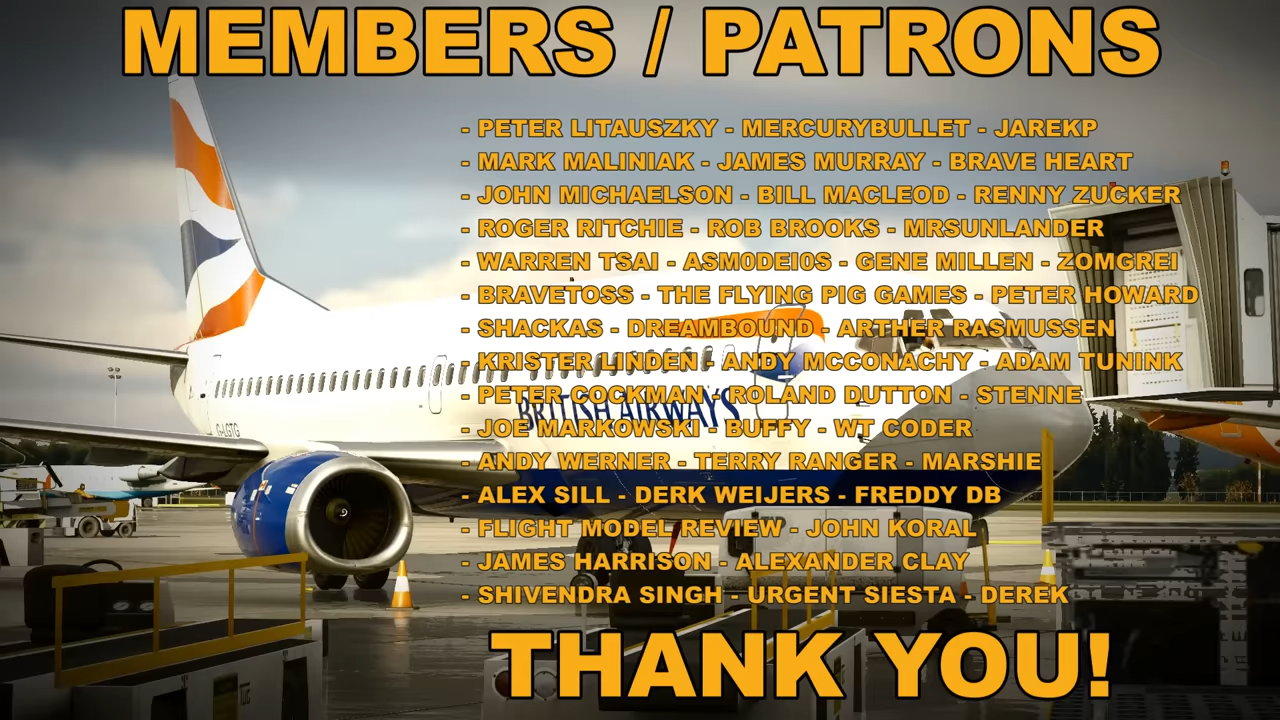 MEMBERS / PATRONS
- PETER LITAUSZKY - MERCURYBULLET - JAREKP
- MARK MALINIAK - JAMES MURRAY - BRAVE HEART
- JOHN MICHAELSON - BILL MACLEOD - RENNY ZUCKER
- ROGER RITCHIE - ROB BROOKS - MRSUNLANDER
- WARREN TSAI - ASM0DEI0S - GENE MILLEN - ZOMGREI
- BRAVETOSS - THE FLYING PIG GAMES - PETER HOWARD
- SHACKAS - DREAMBOUND - ARTHER RASMUSSEN
- KRISTER LINDEN - ANDY MCCONACHY - ADAM TUNINK
- PETER COCKMAN - ROLAND DUTTON - STENNE
BRITISH AIRWAYS
G-LGTG
- JOE MARKOWSKI - BUFFY - WT CODER
- ANDY WERNER - TERRY RANGER - MARSHIE
- ALEX SILL - DERK WEIJERS - FREDDY DB
- FLIGHT MODEL REVIEW - JOHN KORAL
- JAMES HARRISON - ALEXANDER CLAY
- SHIVENDRA SINGH - URGENT SIESTA - DEREK
THANK YOU!